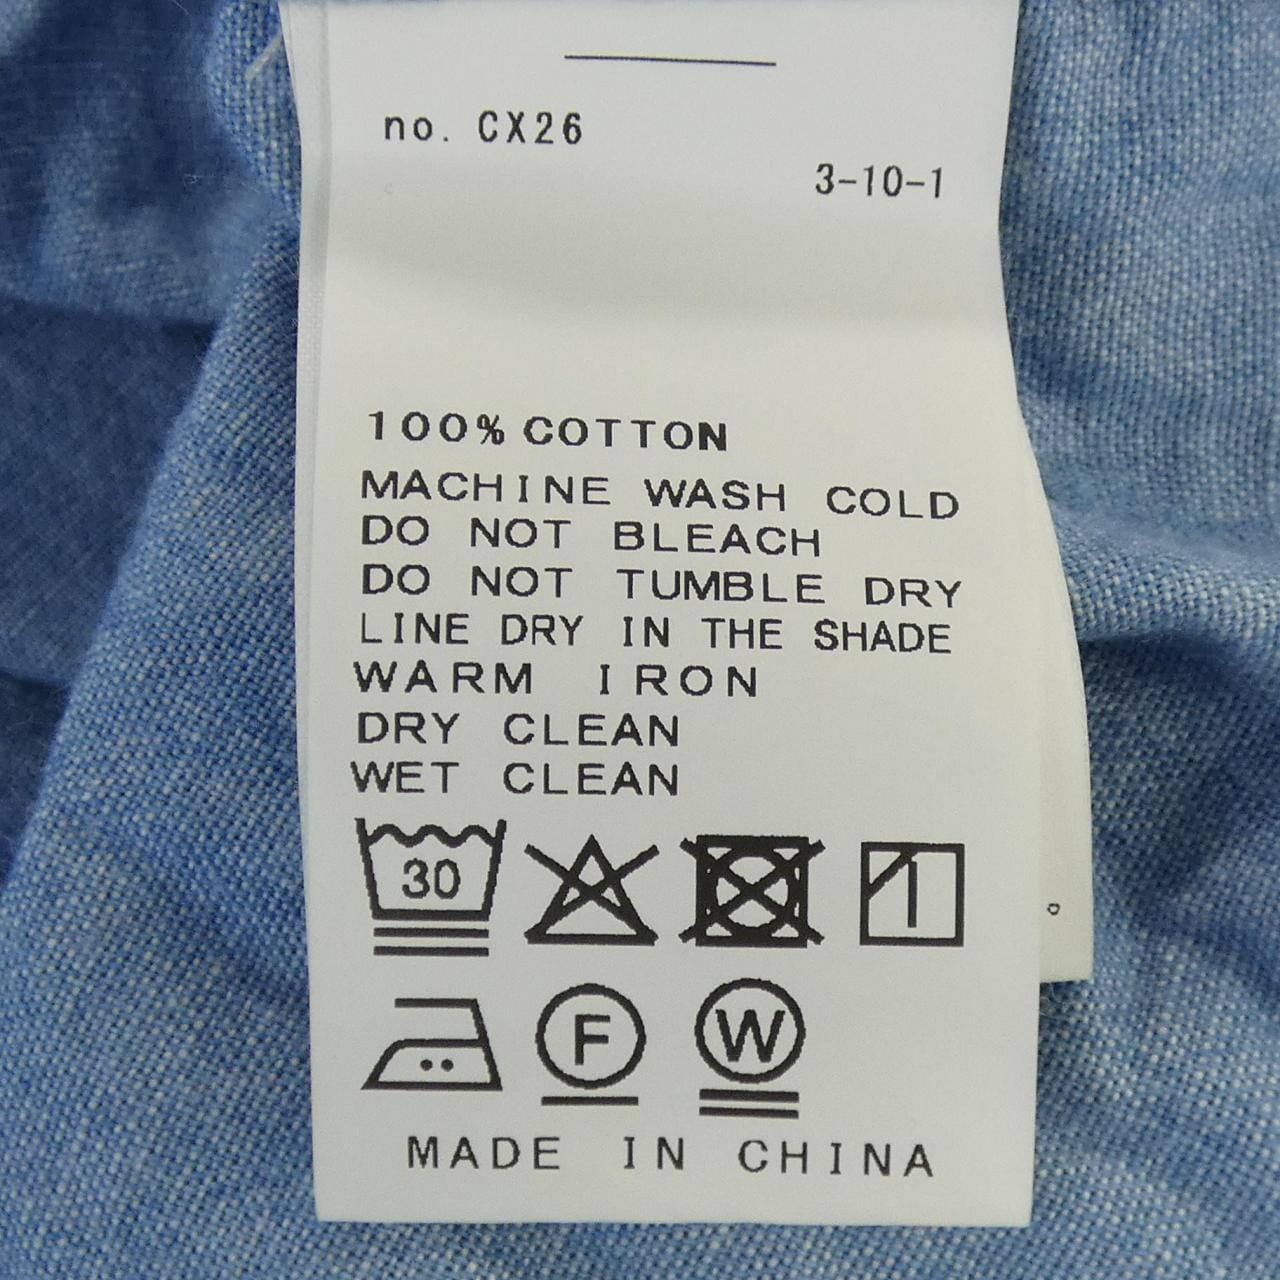 no. CX26
3-10-1
100% COTTON
MACHINE WASH COLD
DO NOT BLEACH
DO NOT TUMBLE DRY
LINE DRY IN THE SHADE
WARM IRON
DRY CLEAN
WET CLEAN
30
F W
MADE IN CHINA